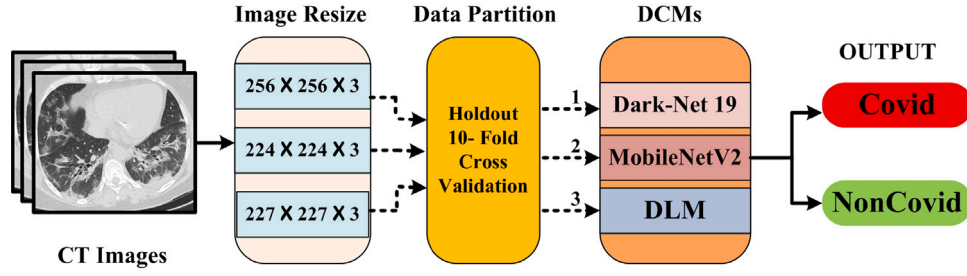 Image Resize
Data Partition
DCMs
OUTPUT
CT Images
256 X 256 X 3
224 X 224 X 3
227 X 227 X 3
Holdout
10- Fold
Cross
Validation
1
2
3
Dark-Net 19
MobileNetV2
DLM
Covid
NonCovid